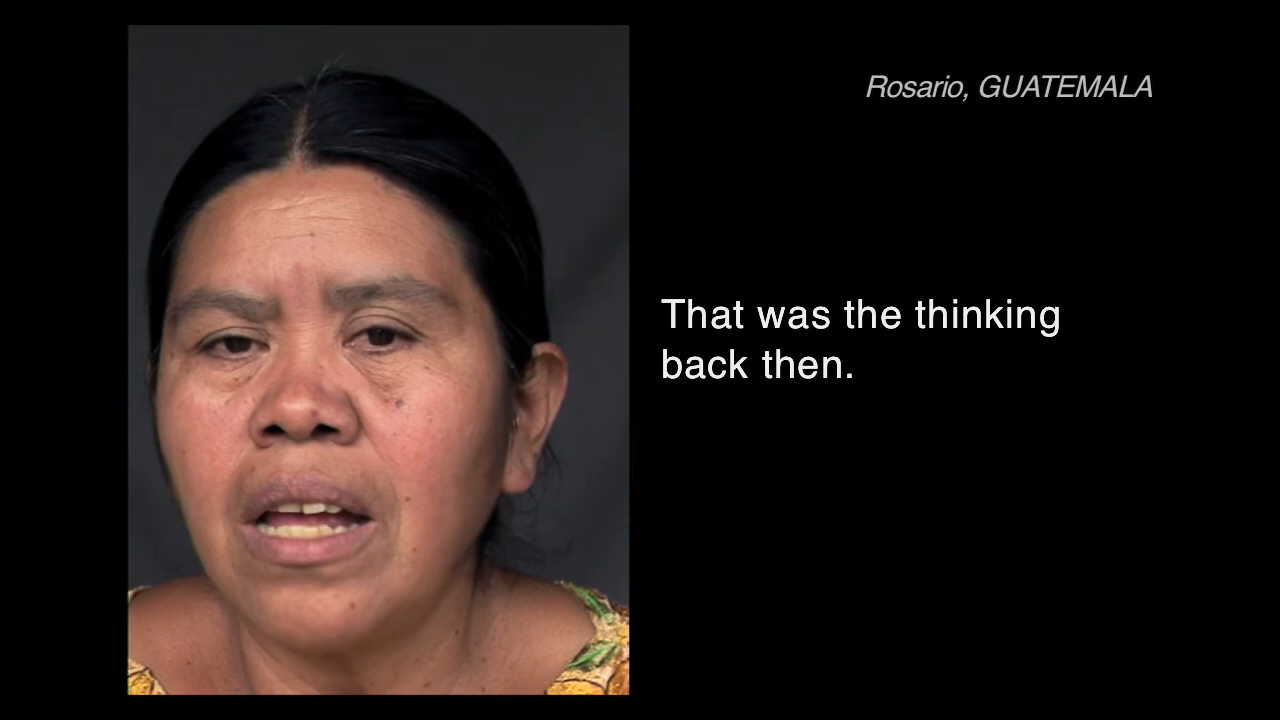 Rosario, GUATEMALA
That was the thinking
back then.